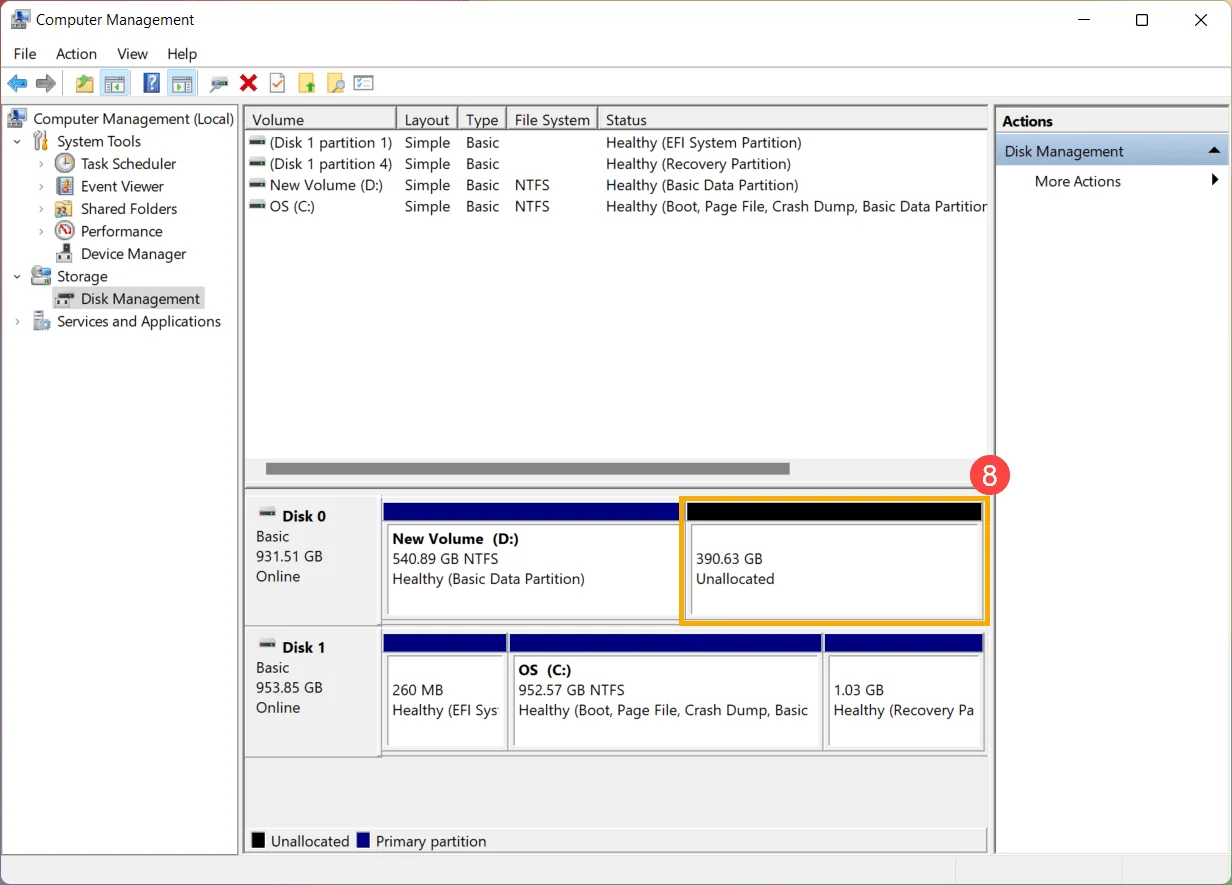 Computer Management
File Action View Help
Computer Management (Local)
System Tools
Task Scheduler
Event Viewer
Shared Folders
Performance
Device Manager
Storage
Disk Management
Services and Applications
Volume Layout Type File System Status
(Disk 1 partition 1) Simple Basic Healthy (EFI System Partition)
(Disk 1 partition 4) Simple Basic Healthy (Recovery Partition)
New Volume (D:) Simple Basic NTFS Healthy (Basic Data Partition)
OS (C:) Simple Basic NTFS Healthy (Boot, Page File, Crash Dump, Basic Data Partition
Actions
Disk Management
More Actions
8
Disk 0
Basic
931.51 GB
Online
New Volume (D:)
540.89 GB NTFS
Healthy (Basic Data Partition)
390.63 GB
Unallocated
Disk 1
Basic
953.85 GB
Online
260 MB
Healthy (EFI Sys
OS (C:)
952.57 GB NTFS
Healthy (Boot, Page File, Crash Dump, Basic
1.03 GB
Healthy (Recovery Pa
Unallocated Primary partition